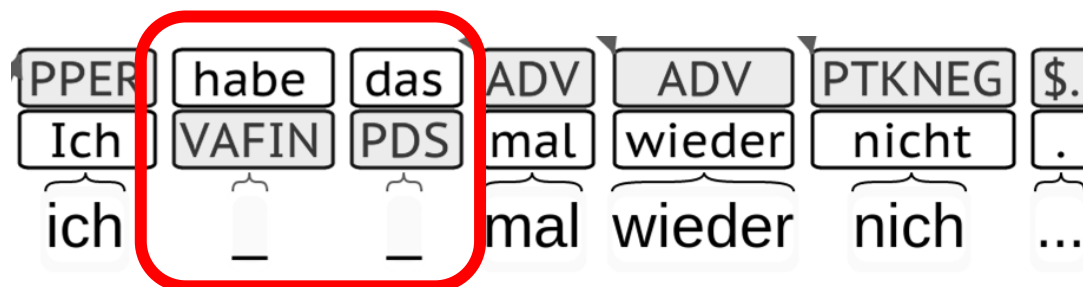 PPER habe das ADV ADV PTKNEG $.
Ich VAFIN PDS mal wieder nicht .
ich _ _ mal wieder nich ...